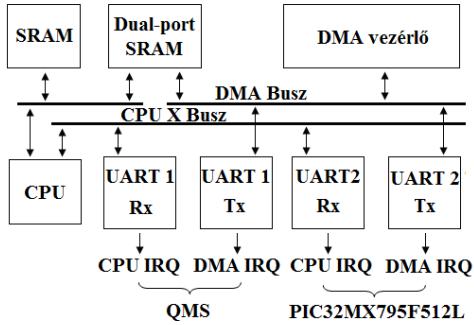 SRAM
Dual-port
SRAM
DMA vezérlő
DMA Busz
CPU X Busz
CPU
UART 1
Rx
UART 1
Tx
UART2
Rx
UART 2
Tx
CPU IRQ
DMA IRQ
CPU IRQ
DMA IRQ
QMS
PIC32MX795F512L